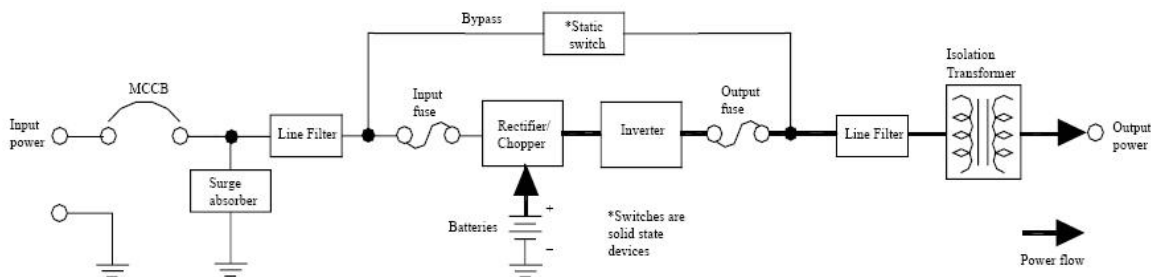 Bypass
*Static
switch
Isolation
Transformer
MCCB
Input
fuse
Output
fuse
Input
power
Line Filter
Rectifier/
Chopper
Inverter
Line Filter
Output
power
Surge
absorber
Batteries
+
−
*Switches are
solid state
devices
Power flow